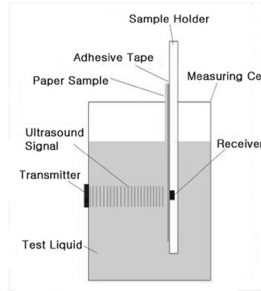 Sample Holder
Adhesive Tape
Paper Sample
Measuring Ce
Ultrasound
Signal
Receiver
Transmitter
Test Liquid